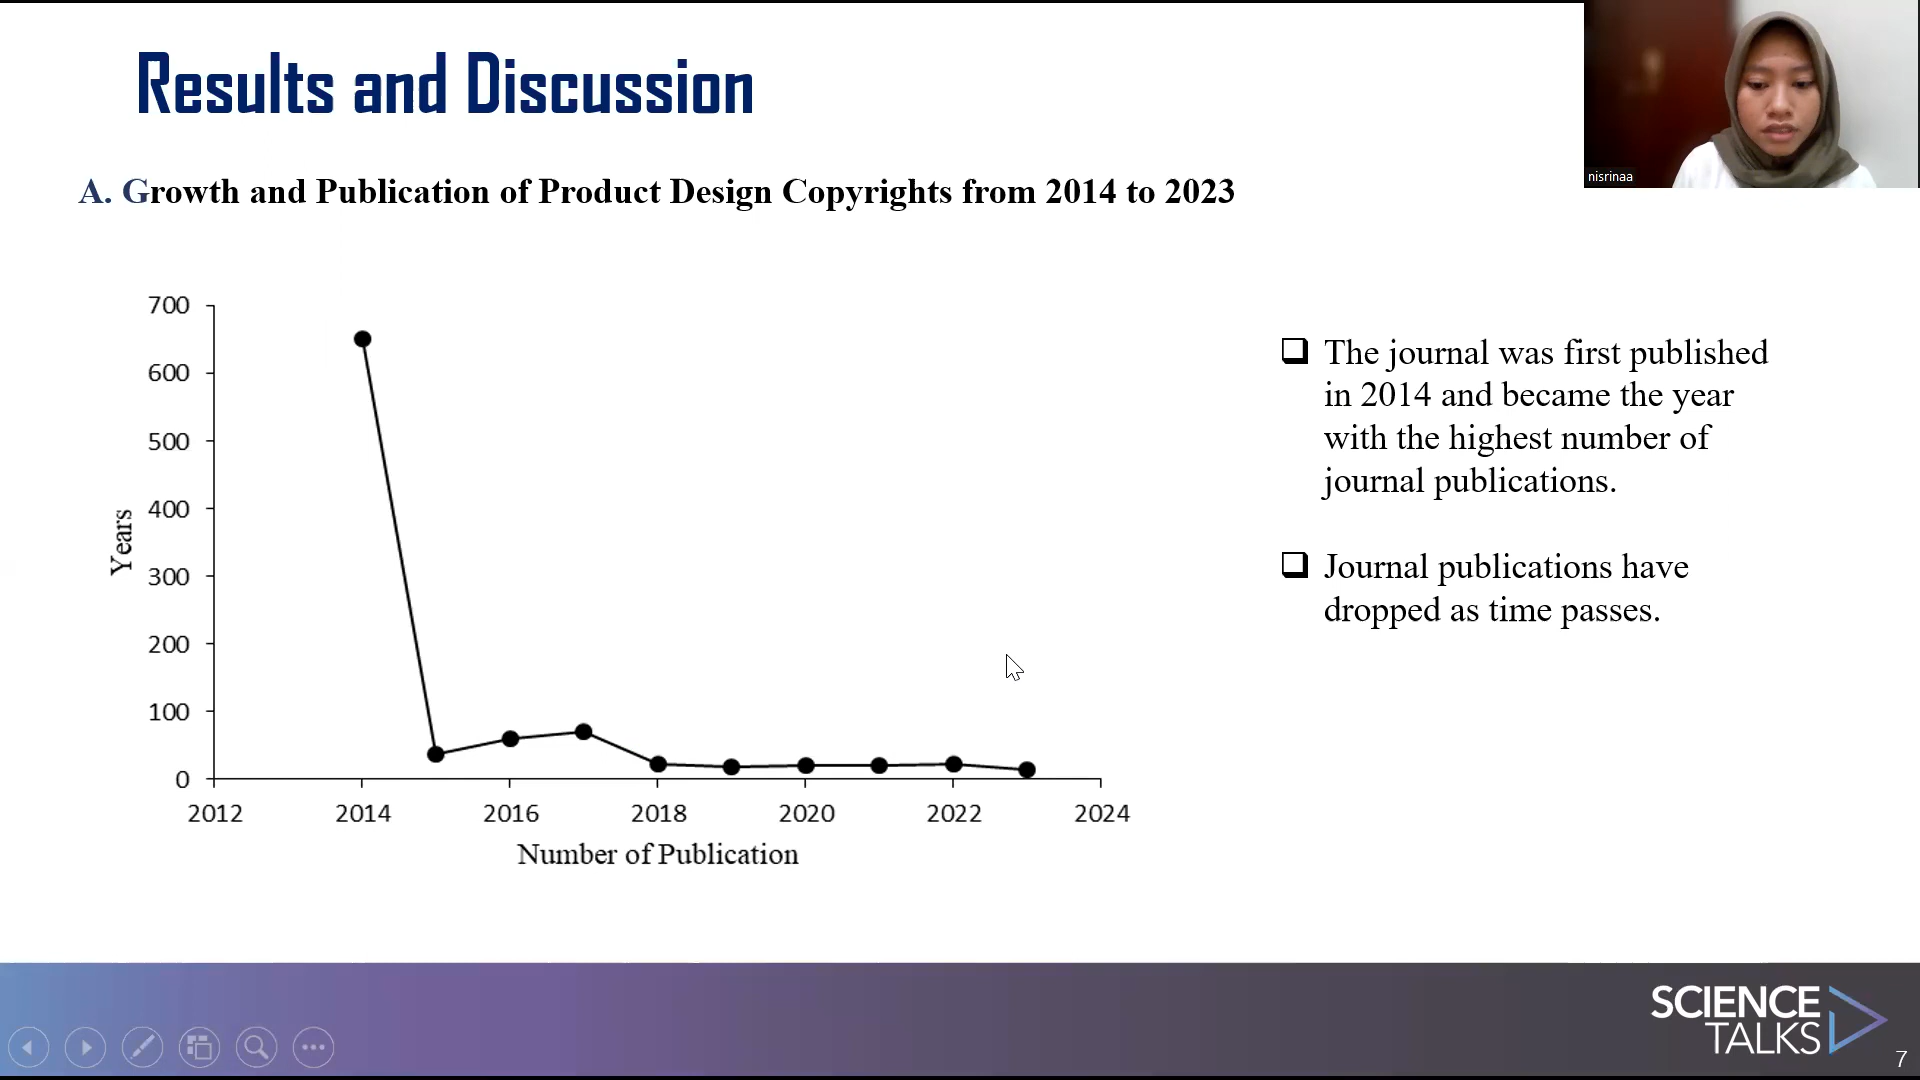 Results and Discussion
nisrinaa
A. Growth and Publication of Product Design Copyrights from 2014 to 2023
700
600
500
400
300
200
100
0
Years
2012 2014 2016 2018 2020 2022 2024
Number of Publication
The journal was first published
in 2014 and became the year
with the highest number of
journal publications.
Journal publications have
dropped as time passes.
SCIENCE
TALKS
7